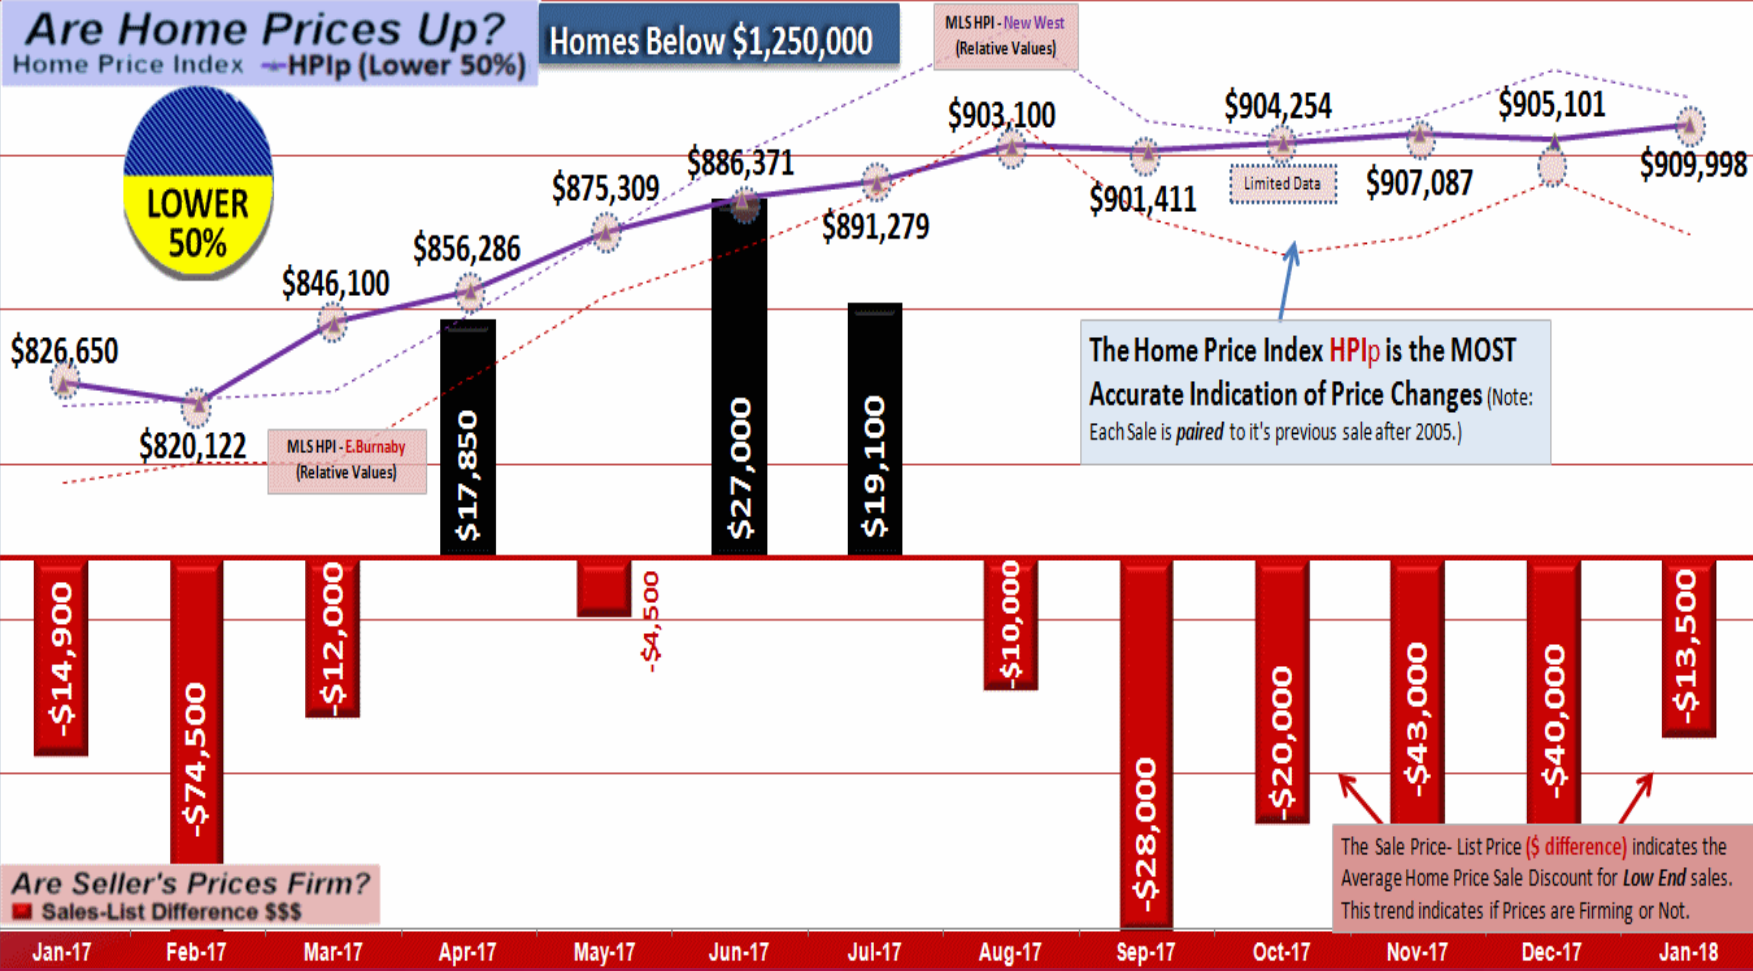 Are Home Prices Up?
Home Price Index HPIp (Lower 50%)
Homes Below $1,250,000
MLS HPI - New West
(Relative Values)
LOWER
50%
$826,650
$820,122
$846,100
$856,286
$875,309
$886,371
$891,279
$903,100
$901,411
$904,254
$907,087
$905,101
$909,998
Limited Data
MLS HPI - E.Burnaby
(Relative Values)
The Home Price Index HPIp is the MOST
Accurate Indication of Price Changes (Note:
Each Sale is paired to it's previous sale after 2005.)
-$14,900
-$74,500
-$12,000
$17,850
-$4,500
$27,000
$19,100
-$10,000
-$28,000
-$20,000
-$43,000
-$40,000
-$13,500
The Sale Price- List Price ($ difference) indicates the
Average Home Price Sale Discount for Low End sales.
This trend indicates if Prices are Firming or Not.
Are Seller's Prices Firm?
Sales-List Difference $$$
Jan-17 Feb-17 Mar-17 Apr-17 May-17 Jun-17 Jul-17 Aug-17 Sep-17 Oct-17 Nov-17 Dec-17 Jan-18